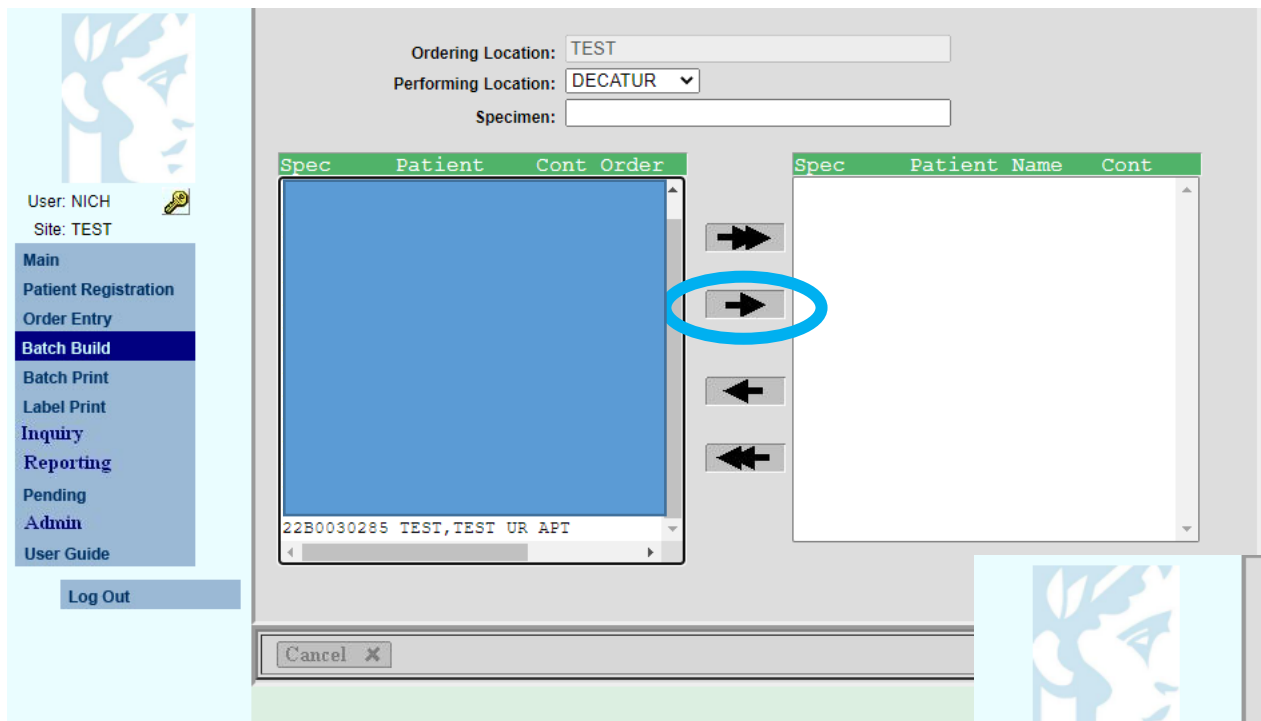 Ordering Location: TEST
Performing Location: DECATUR
Specimen:
Spec Patient Cont Order
Spec Patient Name Cont
User: NICH
Site: TEST
Main
Patient Registration
Order Entry
Batch Build
Batch Print
Label Print
Inquiry
Reporting
Pending
Admin
User Guide
Log Out
22B0030285 TEST,TEST UR APT
Cancel